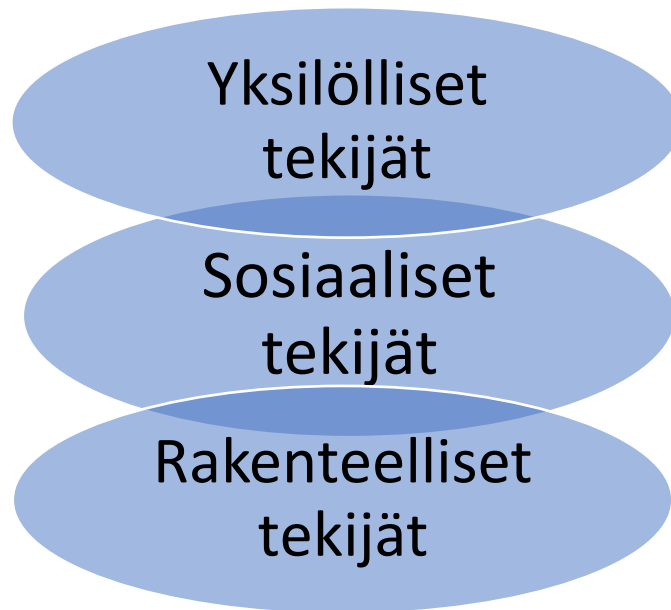 Yksilölliset
tekijät
Sosiaaliset
tekijät
Rakenteelliset
tekijät